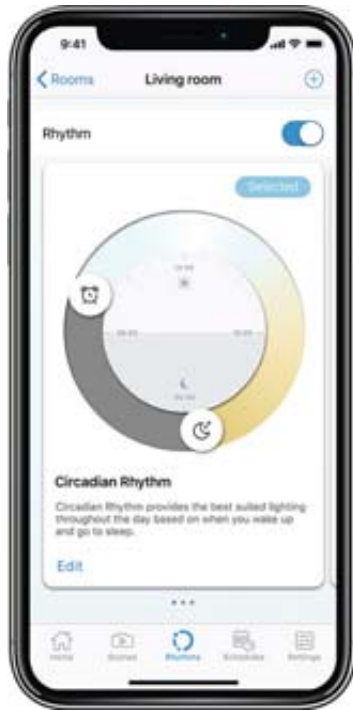 9:41
Rooms
Living room
Rhythm
Selected
Circadian Rhythm
Circadian Rhythm provides the best suited lighting
throughout the day based on when you wake up
and go to sleep.
Edit
Home
Scenes
Rhythms
Schedules
Settings